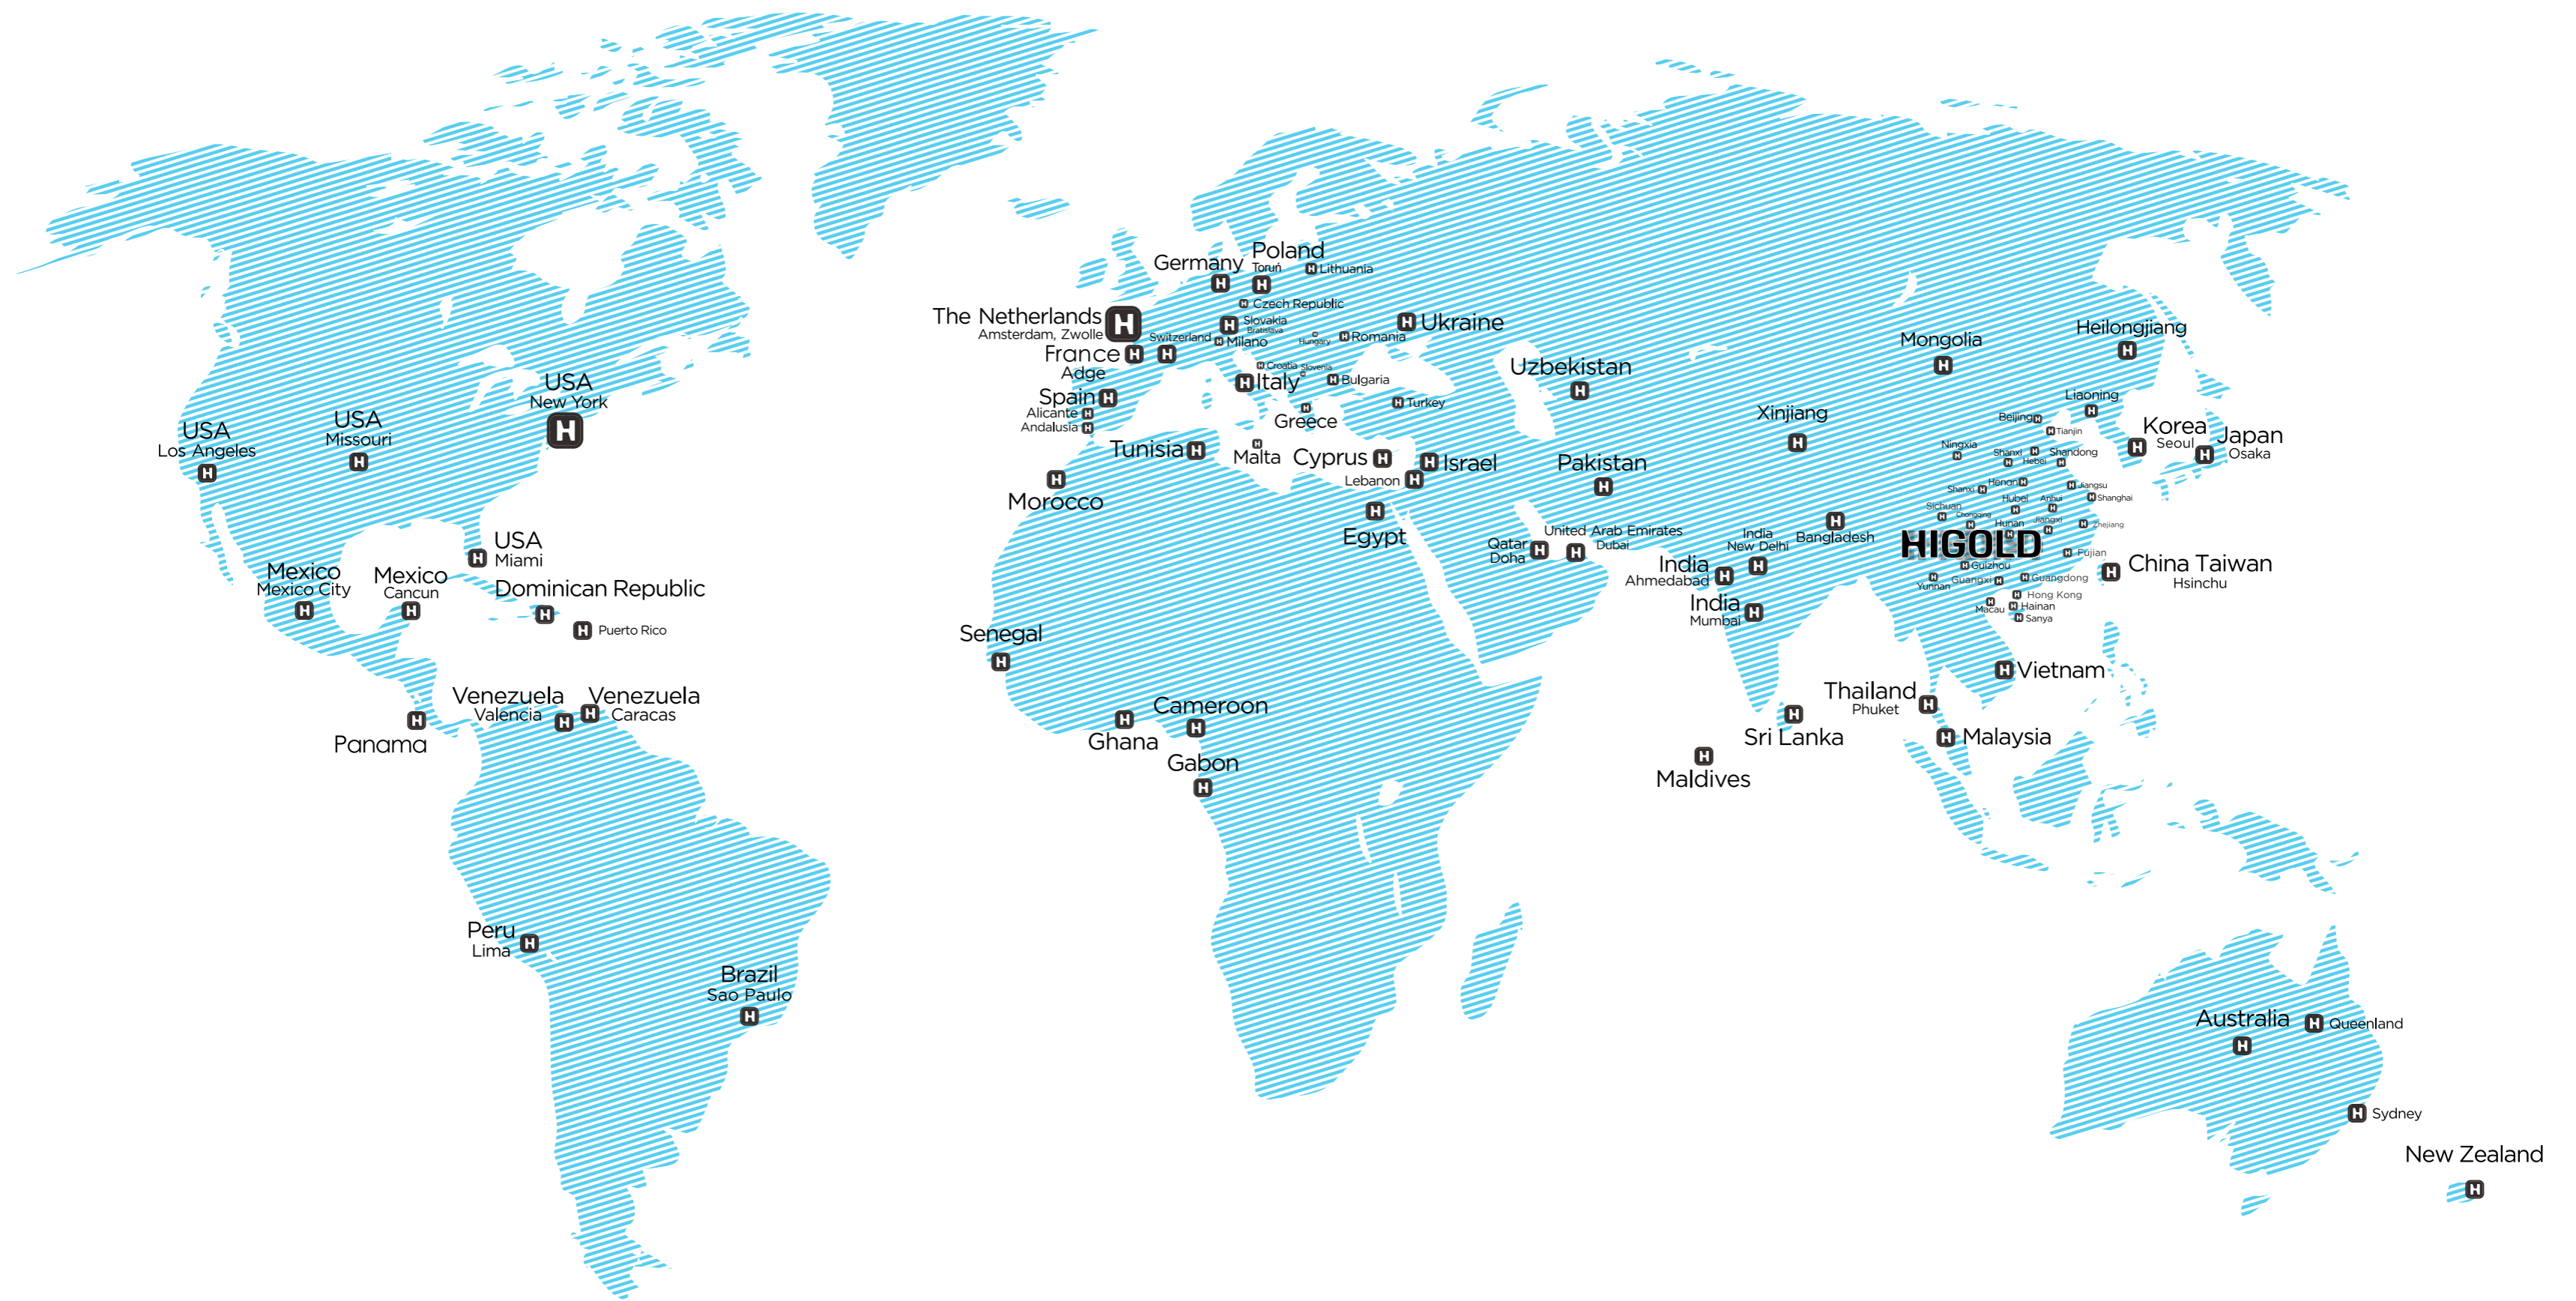 Germany
Poland
Toruń
Lithuania
Czech Republic
The Netherlands
Amsterdam, Zwolle
Slovakia
Bratislava
Ukraine
Switzerland
Milano
Hungary
Romania
France
Adge
Croatia
Slovenia
Italy
Bulgaria
Spain
Alicante
Andalusia
Turkey
Greece
Tunisia
Malta
Cyprus
Israel
Lebanon
Morocco
Egypt
USA
New York
USA
Missouri
USA
Los Angeles
USA
Miami
Mexico
Mexico City
Mexico
Cancun
Dominican Republic
Puerto Rico
Venezuela
Valencia
Venezuela
Caracas
Panama
Peru
Lima
Brazil
Sao Paulo
Senegal
Ghana
Cameroon
Gabon
Uzbekistan
Pakistan
Qatar
Doha
United Arab Emirates
Dubai
India
New Delhi
India
Ahmedabad
India
Mumbai
Bangladesh
Sri Lanka
Maldives
Mongolia
Xinjiang
Heilongjiang
Liaoning
Beijing
Tianjin
Korea
Seoul
Japan
Osaka
Ningxia
Shanxi
Hebei
Shandong
Shanxi
Henan
Jiangsu
Hubei
Anhui
Shanghai
Sichuan
Chongqing
Hunan
Jiangxi
Zhejiang
HIGOLD
Fujian
Guizhou
Yunnan
Guangxi
Guangdong
China Taiwan
Hsinchu
Hong Kong
Macau
Hainan
Sanya
Vietnam
Thailand
Phuket
Malaysia
Australia
Queenland
Sydney
New Zealand